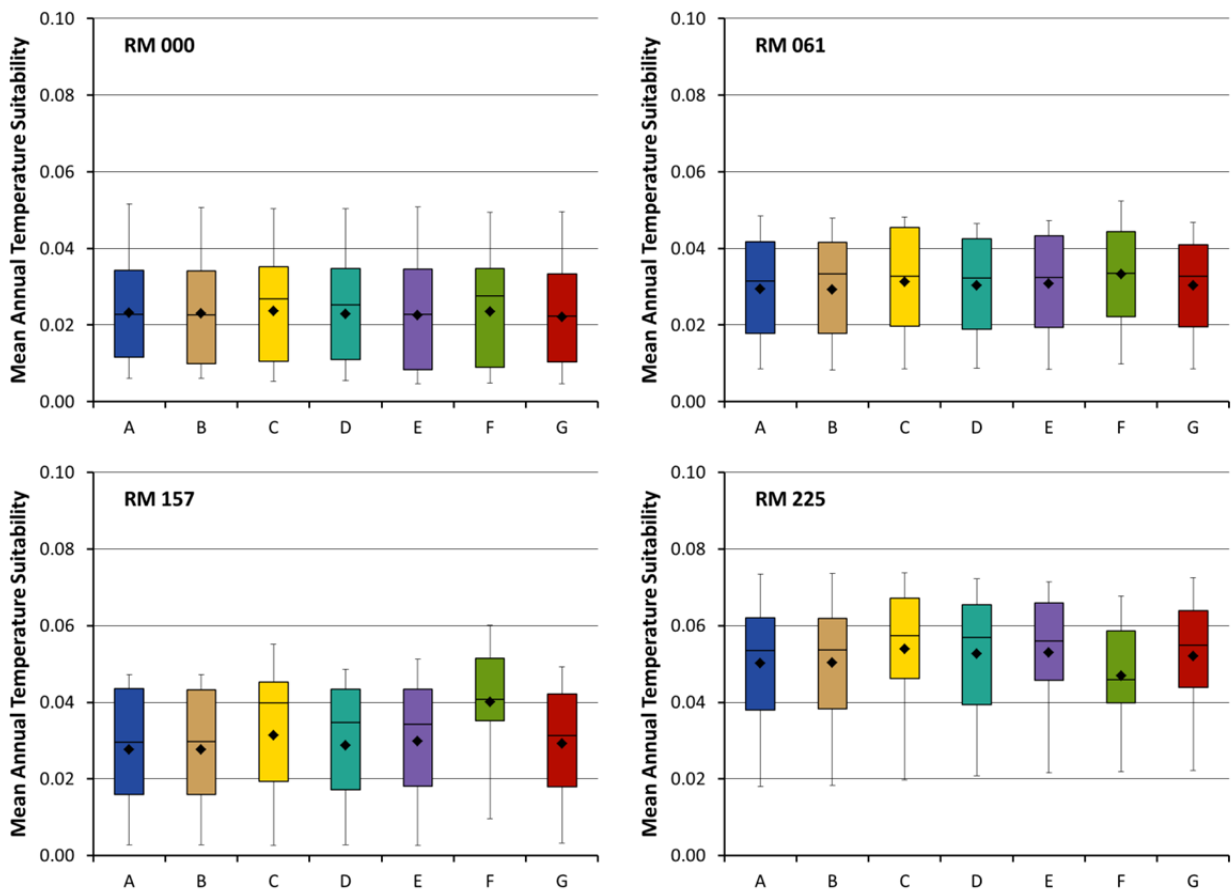 Mean Annual Temperature Suitability
RM 000
0.10
0.08
0.06
0.04
0.02
0.00
A B C D E F G
Mean Annual Temperature Suitability
RM 061
0.10
0.08
0.06
0.04
0.02
0.00
A B C D E F G
Mean Annual Temperature Suitability
RM 157
0.10
0.08
0.06
0.04
0.02
0.00
A B C D E F G
Mean Annual Temperature Suitability
RM 225
0.10
0.08
0.06
0.04
0.02
0.00
A B C D E F G